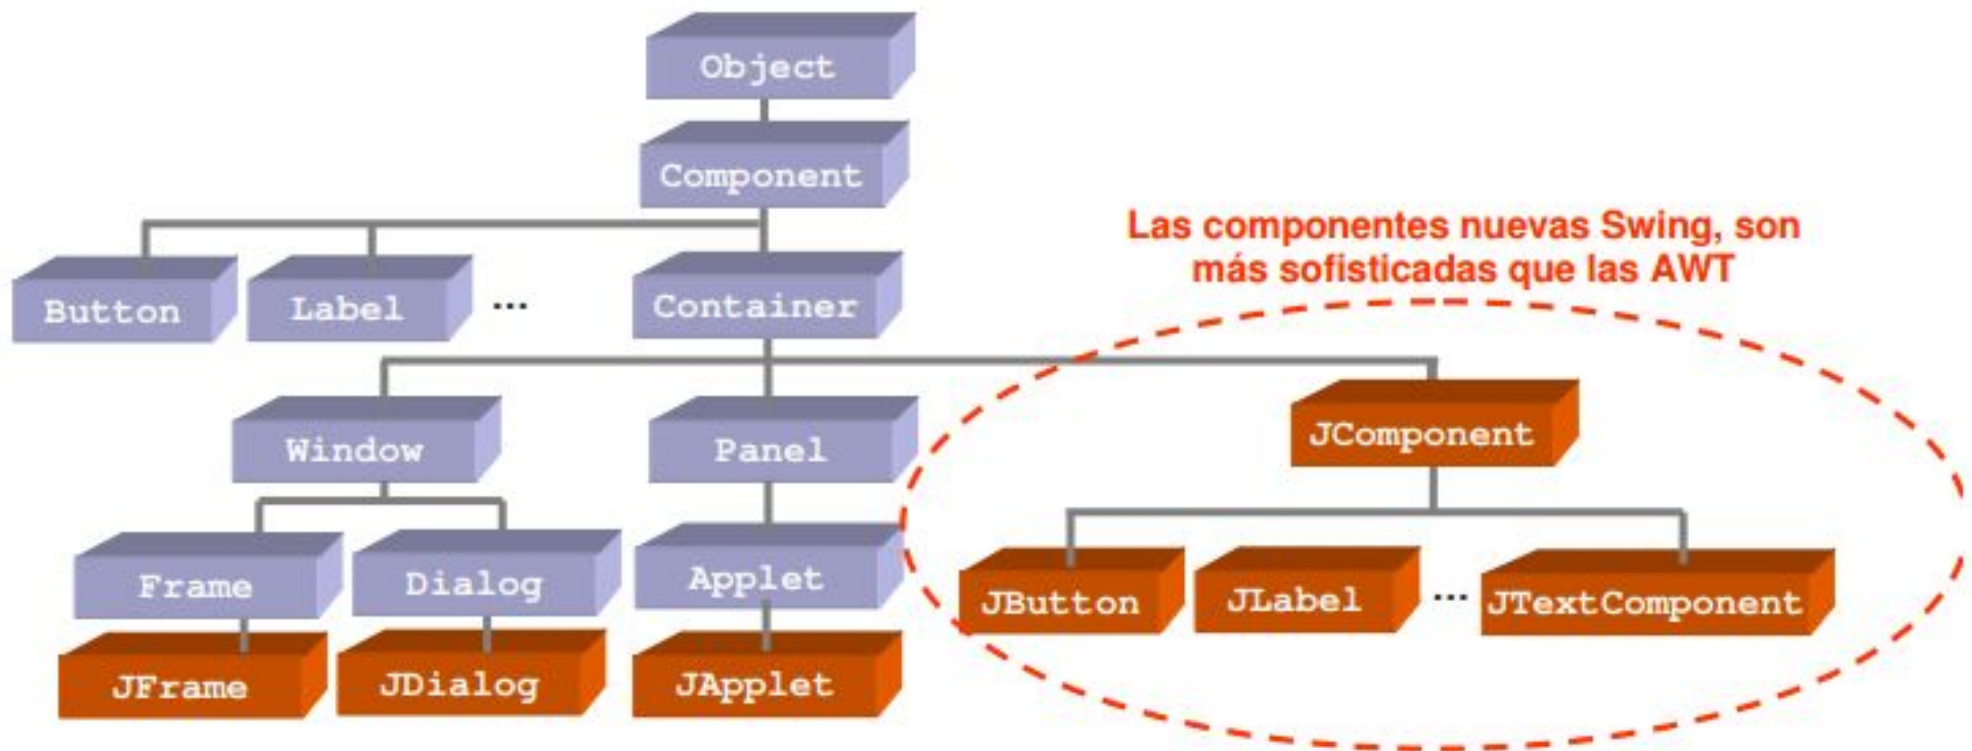 Object
Component
Las componentes nuevas Swing, son
más sofisticadas que las AWT
Button
Label
...
Container
Window
Panel
JComponent
Frame
Dialog
Applet
JButton
JLabel
...
JTextComponent
JFrame
JDialog
JApplet